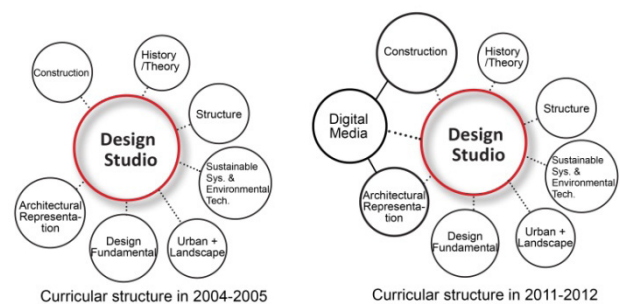 Construction
History
/Theory
Structure
Design
Studio
Sustainable
Sys. &
Environmental
Tech.
Architectural
Representa-
tion
Design
Fundamental
Urban +
Landscape
Curricular structure in 2004-2005
Construction
History
/Theory
Digital
Media
Structure
Design
Studio
Sustainable
Sys. &
Environmental
Tech.
Architectural
Representa-
tion
Design
Fundamental
Urban +
Landscape
Curricular structure in 2011-2012